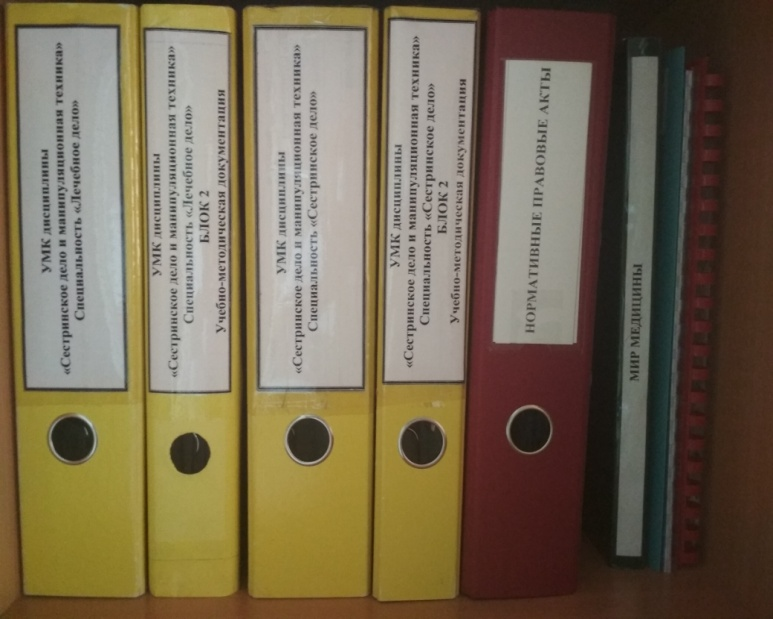 УМК дисциплины
«Сестринское дело и манипуляционная техника»
Специальность «Лечебное дело»
УМК дисциплины
«Сестринское дело и манипуляционная техника»
Специальность «Лечебное дело»
БЛОК 2
Учебно-методическая документация
УМК дисциплины
«Сестринское дело и манипуляционная техника»
Специальность «Сестринское дело»
УМК дисциплины
«Сестринское дело и манипуляционная техника»
Специальность «Сестринское дело»
БЛОК 2
Учебно-методическая документация
НОРМАТИВНЫЕ ПРАВОВЫЕ АКТЫ
МИР МЕДИЦИНЫ